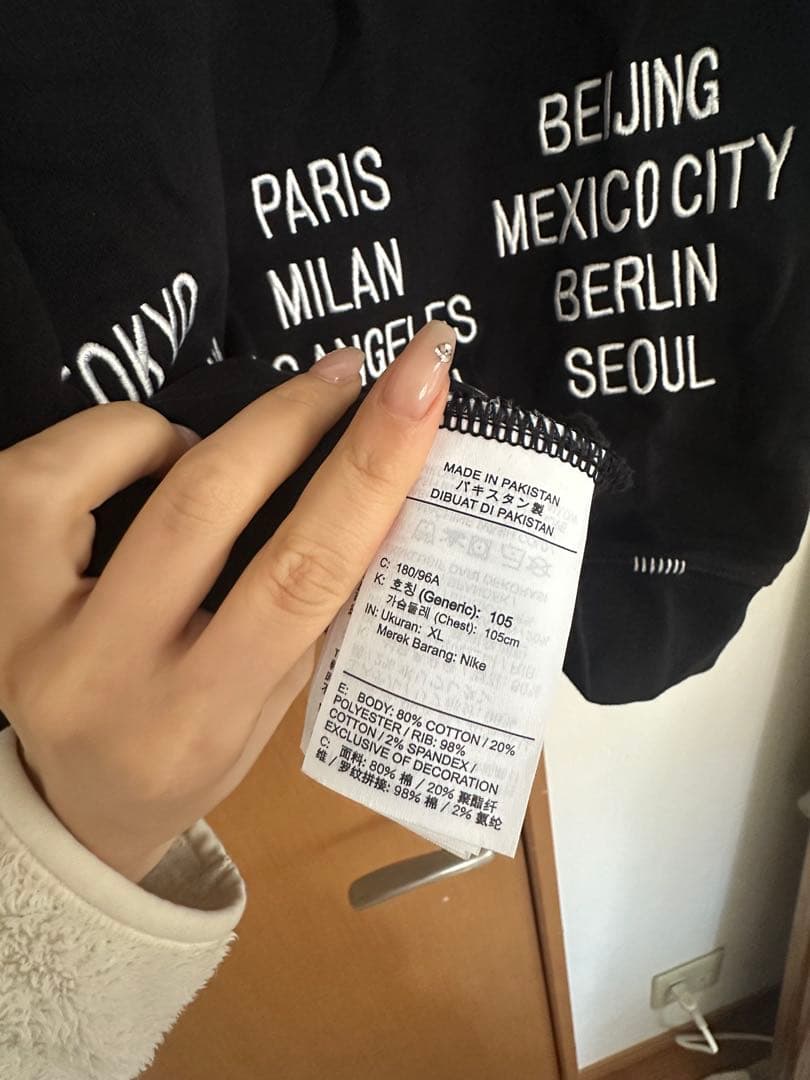 BEIJING
MEXICO CITY
BERLIN
SEOUL
PARIS
MILAN
ANGELES
TOKYO
MADE IN PAKISTAN
パキスタン製
DIBUAT DI PAKISTAN
C: 180/96A
K: 호칭 (Generic): 105
가슴둘레 (Chest): 105cm
IN: Ukuran: XL
Merek Barang: Nike
E: BODY: 80% COTTON / 20%
POLYESTER / RIB: 98%
COTTON / 2% SPANDEX /
EXCLUSIVE OF DECORATION
C: 面料: 80% 棉 / 20% 聚酯纤
维 / 罗纹拼接: 98% 棉 / 2% 氨纶